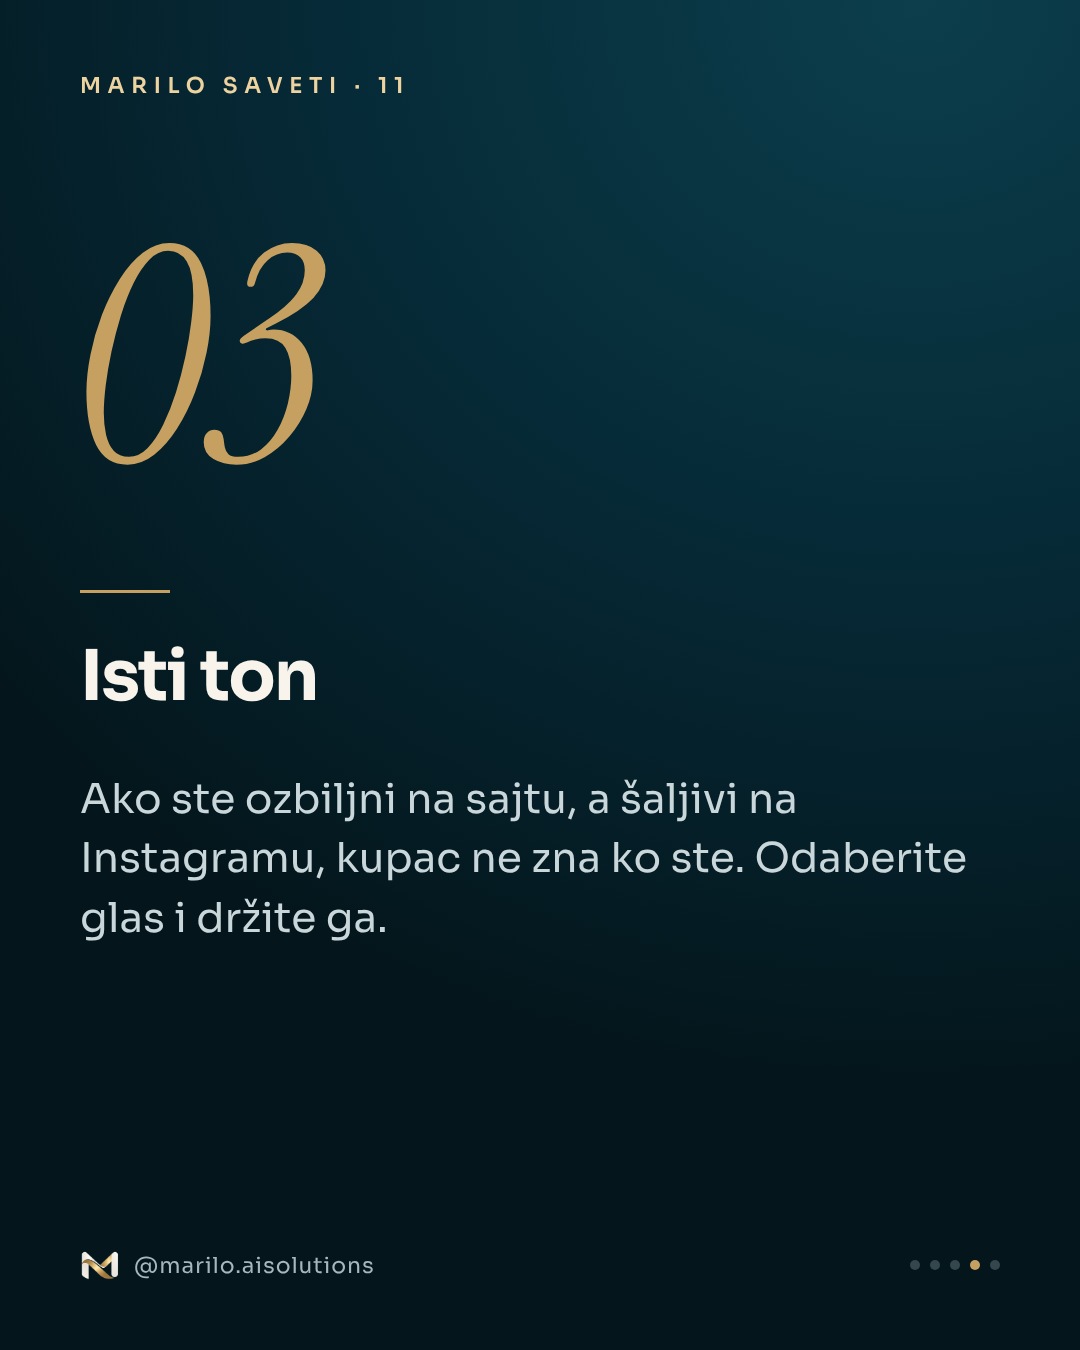 MARILO SAVETI · 11
03
Isti ton
Ako ste ozbiljni na sajtu, a šaljivi na
Instagramu, kupac ne zna ko ste. Odaberite
glas i držite ga.
@marilo.aisolutions